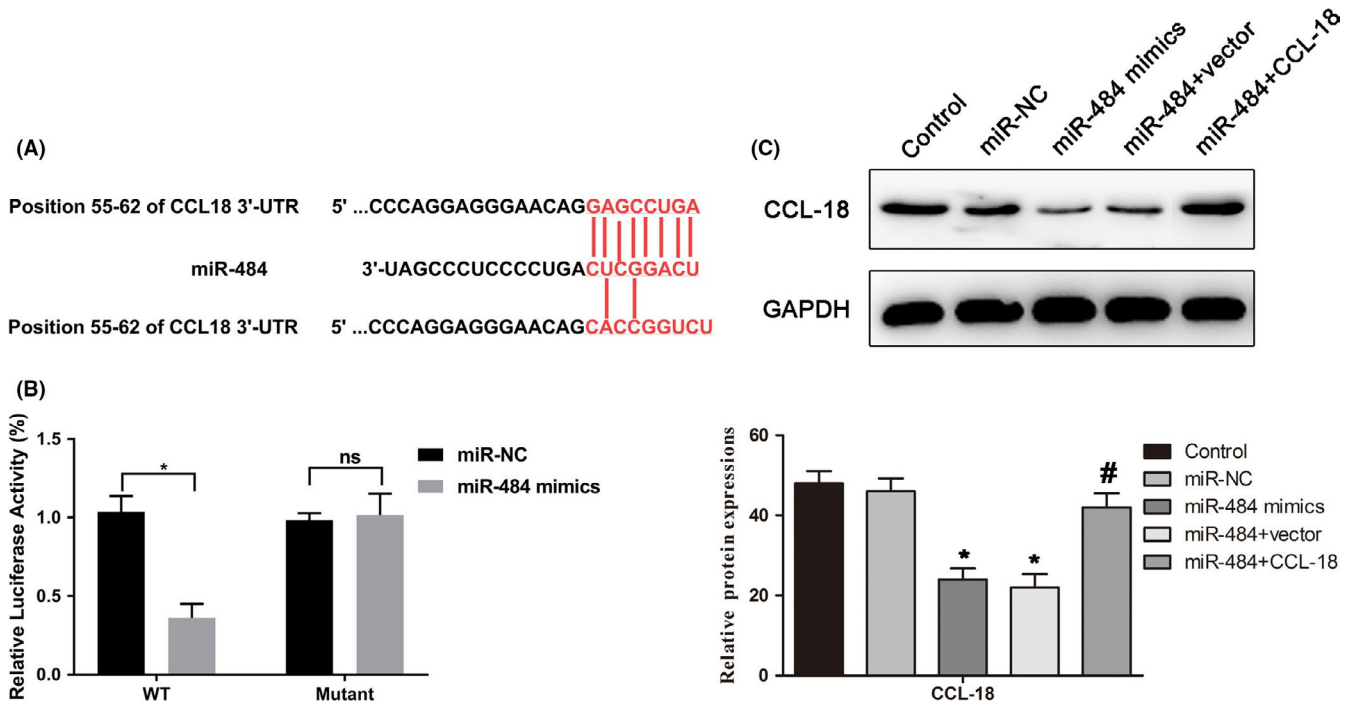 (A)
Position 55-62 of CCL18 3'-UTR 5' ...CCCAGGAGGGAACAGGAGCCUGA
miR-484 3'-UAGCCCUCCCCUGACUCGGACU
Position 55-62 of CCL18 3'-UTR 5' ...CCCAGGAGGGAACAGCACCGGUCU
(B)
Relative Luciferase Activity (%)
1.5
1.0
0.5
0.0
*
ns
WT
Mutant
miR-NC
miR-484 mimics
(C)
Control
miR-NC
miR-484 mimics
miR-484+vector
miR-484+CCL-18
CCL-18
GAPDH
Relative protein expressions
60
40
20
0
*
*
#
CCL-18
Control
miR-NC
miR-484 mimics
miR-484+vector
miR-484+CCL-18